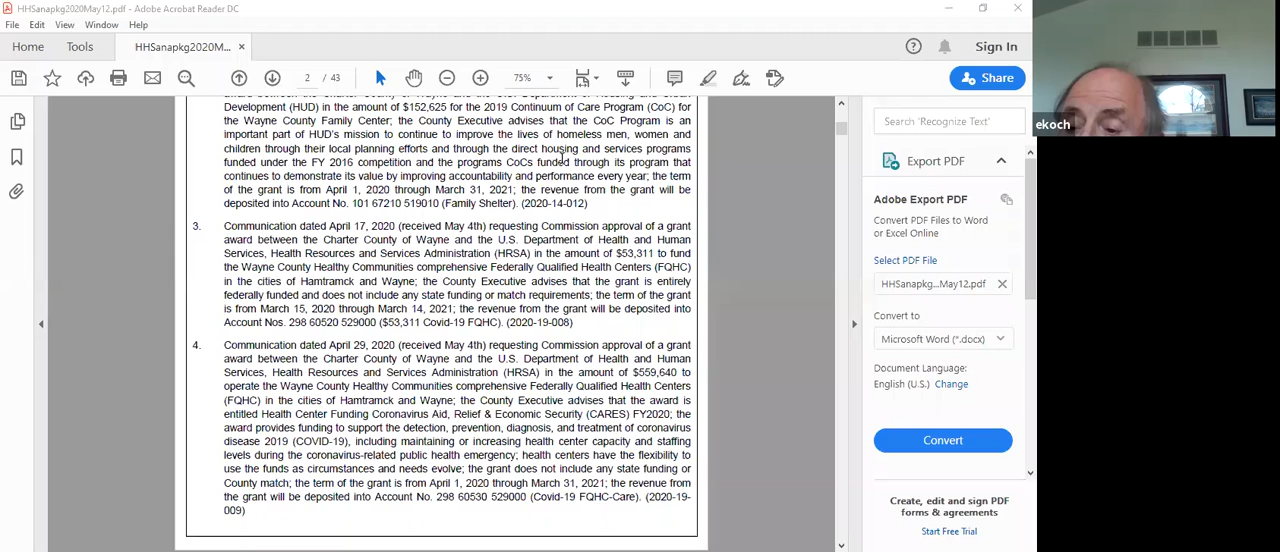 HHSanapkg2020May12.pdf - Adobe Acrobat Reader DC
File Edit View Window Help
Home Tools HHSanapkg2020M... × Sign In
2 / 43 75% Share
Development (HUD) in the amount of $152,625 for the 2019 Continuum of Care Program (CoC) for
the Wayne County Family Center; the County Executive advises that the CoC Program is an
important part of HUD's mission to continue to improve the lives of homeless men, women and
children through their local planning efforts and through the direct housing and services programs
funded under the FY 2016 competition and the programs CoCs funded through its program that
continues to demonstrate its value by improving accountability and performance every year; the term
of the grant is from April 1, 2020 through March 31, 2021; the revenue from the grant will be
deposited into Account No. 101 67210 519010 (Family Shelter). (2020-14-012)
3. Communication dated April 17, 2020 (received May 4th) requesting Commission approval of a grant
award between the Charter County of Wayne and the U.S. Department of Health and Human
Services, Health Resources and Services Administration (HRSA) in the amount of $53,311 to fund
the Wayne County Healthy Communities comprehensive Federally Qualified Health Centers (FQHC)
in the cities of Hamtramck and Wayne; the County Executive advises that the grant is entirely
federally funded and does not include any state funding or match requirements; the term of the grant
is from March 15, 2020 through March 14, 2021; the revenue from the grant will be deposited into
Account Nos. 298 60520 529000 ($53,311 Covid-19 FQHC). (2020-19-008)
4. Communication dated April 29, 2020 (received May 4th) requesting Commission approval of a grant
award between the Charter County of Wayne and the U.S. Department of Health and Human
Services, Health Resources and Services Administration (HRSA) in the amount of $559,640 to
operate the Wayne County Healthy Communities comprehensive Federally Qualified Health Centers
(FQHC) in the cities of Hamtramck and Wayne; the County Executive advises that the award is
entitled Health Center Funding Coronavirus Aid, Relief & Economic Security (CARES) FY2020; the
award provides funding to support the detection, prevention, diagnosis, and treatment of coronavirus
disease 2019 (COVID-19), including maintaining or increasing health center capacity and staffing
levels during the coronavirus-related public health emergency; health centers have the flexibility to
use the funds as circumstances and needs evolve; the grant does not include any state funding or
County match; the term of the grant is from April 1, 2020 through March 31, 2021; the revenue from
the grant will be deposited into Account No. 298 60530 529000 (Covid-19 FQHC-Care). (2020-19-
009)
Search 'Recognize Text'
Export PDF
Adobe Export PDF
Convert PDF Files to Word
or Excel Online
Select PDF File
HHSanapkg...May12.pdf ×
Convert to
Microsoft Word (*.docx)
Document Language:
English (U.S.) Change
Convert
Create, edit and sign PDF
forms & agreements
Start Free Trial
ekoch